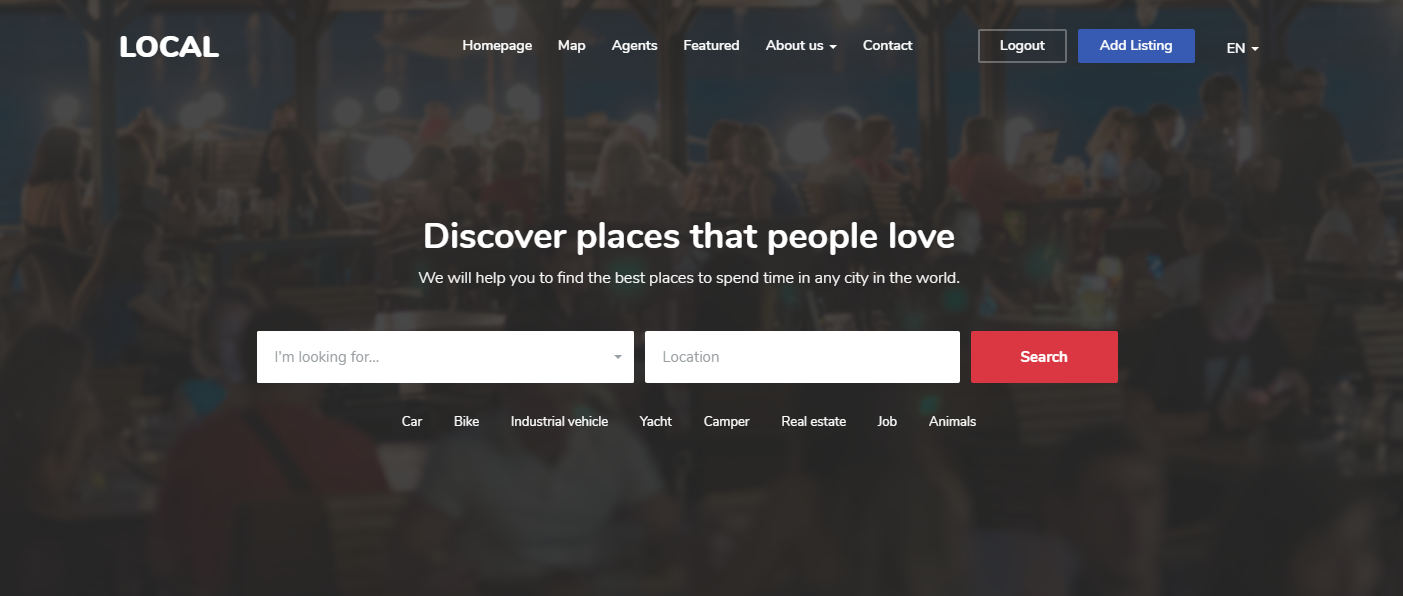 LOCAL Homepage Map Agents Featured About us Contact Logout Add Listing EN
Discover places that people love
We will help you to find the best places to spend time in any city in the world.
I'm looking for... Location Search
Car Bike Industrial vehicle Yacht Camper Real estate Job Animals